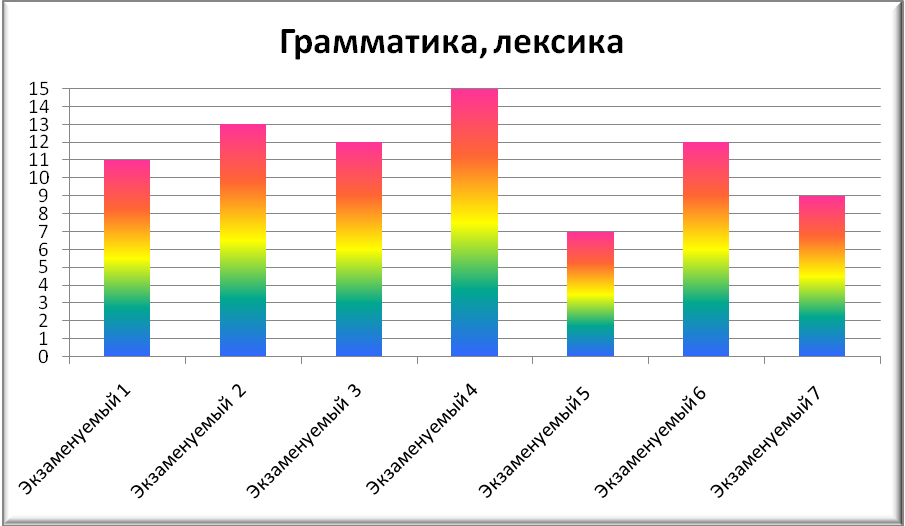 Грамматика, лексика
15
14
13
12
11
10
9
8
7
6
5
4
3
2
1
0
Экзаменуемый 1
Экзаменуемый 2
Экзаменуемый 3
Экзаменуемый 4
Экзаменуемый 5
Экзаменуемый 6
Экзаменуемый 7